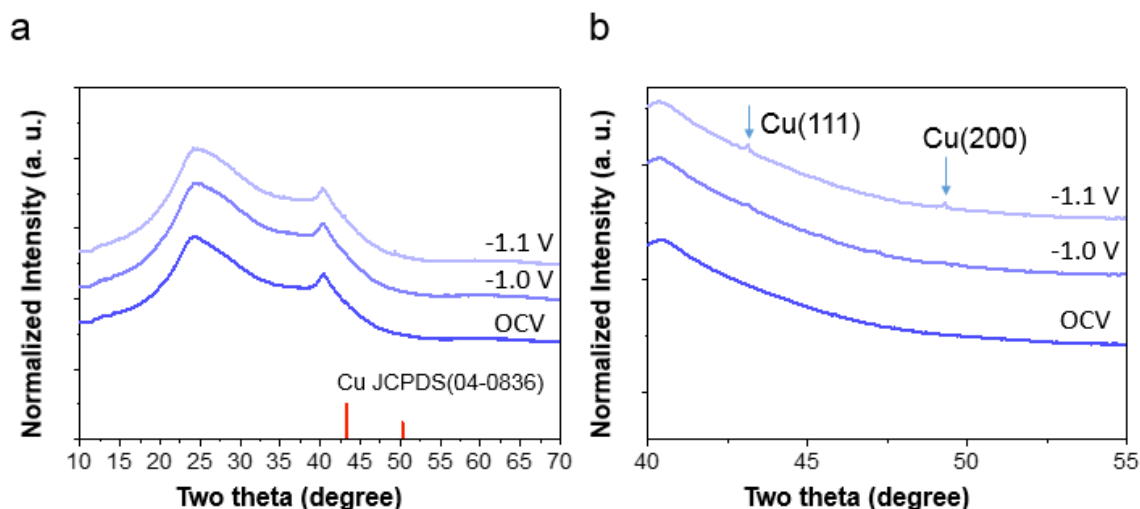 a
Normalized Intensity (a. u.)
-1.1 V
-1.0 V
OCV
Cu JCPDS(04-0836)
10 15 20 25 30 35 40 45 50 55 60 65 70
Two theta (degree)
b
Normalized Intensity (a. u.)
Cu(111)
Cu(200)
-1.1 V
-1.0 V
OCV
40 45 50 55
Two theta (degree)